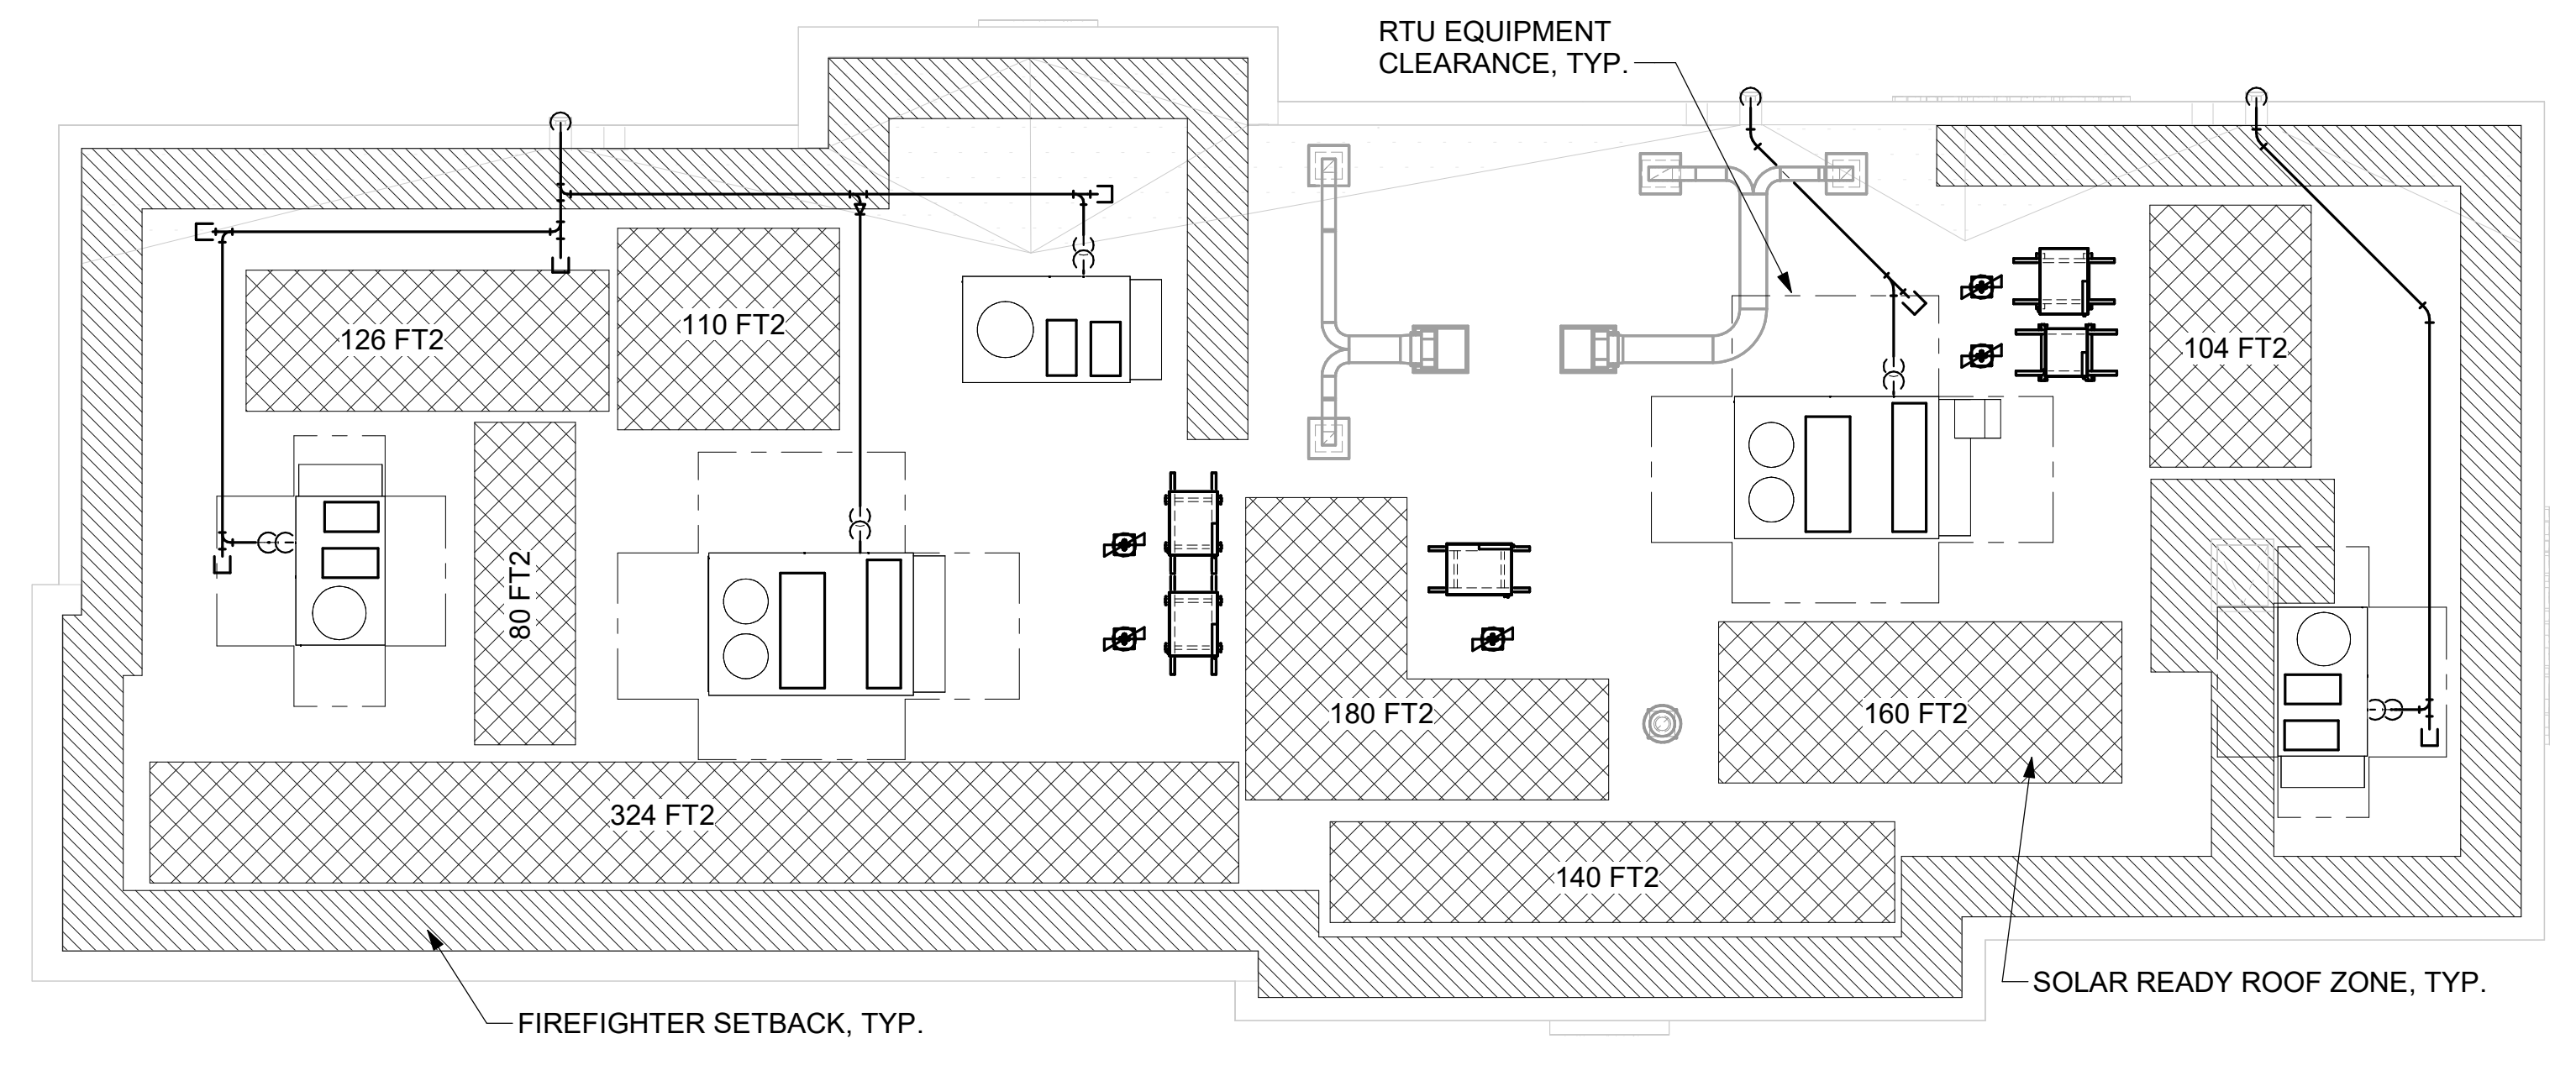 RTU EQUIPMENT
CLEARANCE, TYP.
126 FT2
110 FT2
104 FT2
80 FT2
180 FT2
160 FT2
324 FT2
140 FT2
SOLAR READY ROOF ZONE, TYP.
FIREFIGHTER SETBACK, TYP.